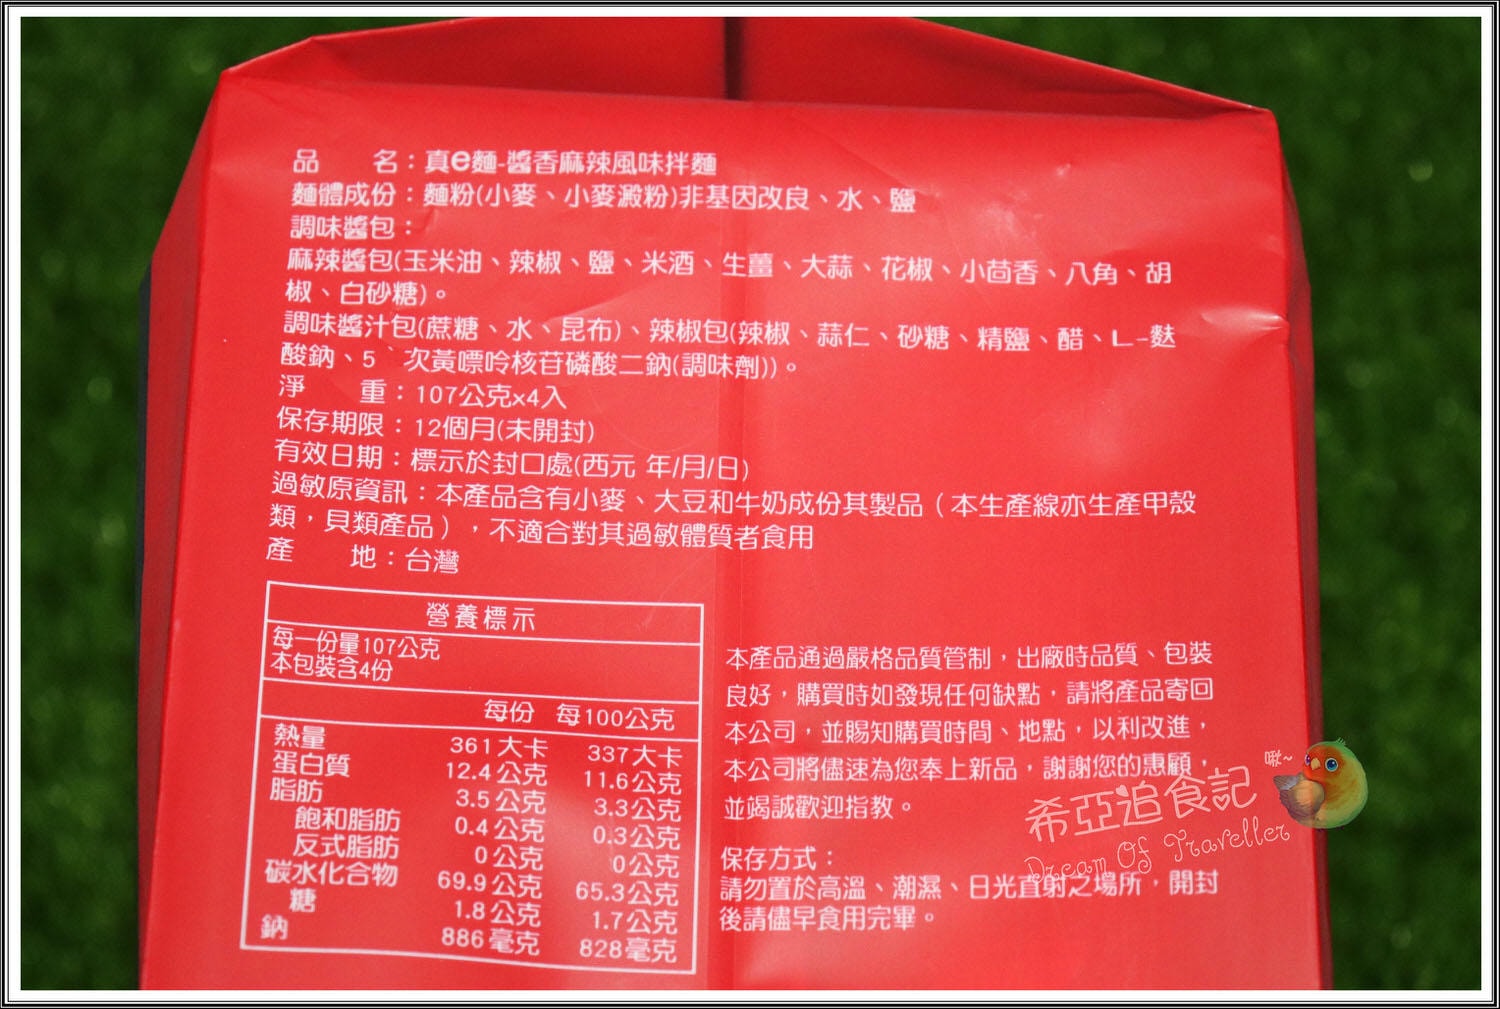 品　　名：真e麵-醬香麻辣風味拌麵
麵體成份：麵粉(小麥、小麥澱粉)非基因改良、水、鹽
調味醬包：
麻辣醬包(玉米油、辣椒、鹽、米酒、生薑、大蒜、花椒、小茴香、八角、胡
椒、白砂糖)。
調味醬汁包(蔗糖、水、昆布)、辣椒包(辣椒、蒜仁、砂糖、精鹽、醋、L-麩
酸鈉、5`次黃嘌呤核苷磷酸二鈉(調味劑))。
淨　　重：107公克×4入
保存期限：12個月(未開封)
有效日期：標示於封口處(西元 年/月/日)
過敏原資訊：本產品含有小麥、大豆和牛奶成份其製品（本生產線亦生產甲殼
類，貝類產品），不適合對其過敏體質者食用
產　　地：台灣
營養標示
每一份量107公克
本包裝含4份
每份　每100公克
熱量 361大卡 337大卡
蛋白質 12.4公克 11.6公克
脂肪 3.5公克 3.3公克
飽和脂肪 0.4公克 0.3公克
反式脂肪 0公克 0公克
碳水化合物 69.9公克 65.3公克
糖 1.8公克 1.7公克
鈉 886毫克 828毫克
本產品通過嚴格品質管制，出廠時品質、包裝
良好，購買時如發現任何缺點，請將產品寄回
本公司，並賜知購買時間、地點，以利改進，
本公司將儘速為您奉上新品，謝謝您的惠顧，
並竭誠歡迎指教。
保存方式：
請勿置於高溫、潮濕、日光直射之場所，開封
後請儘早食用完畢。
啾~
希亞追食記
Dream Of Traveller